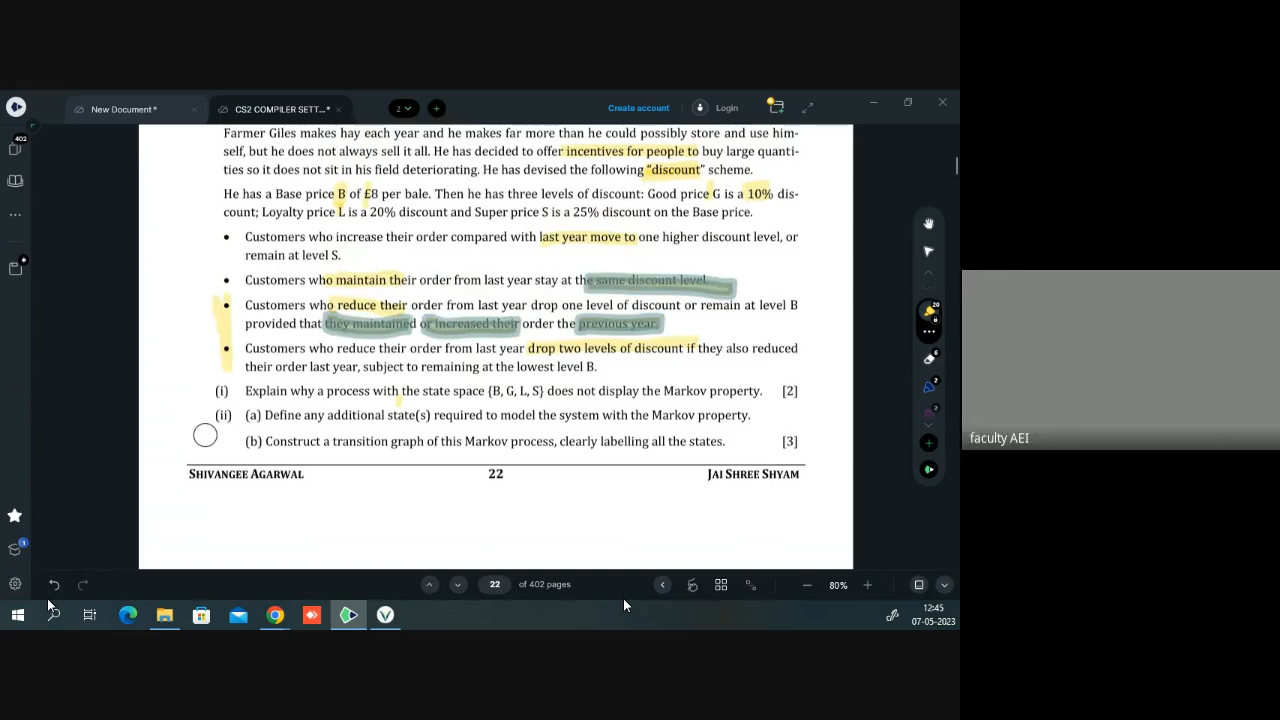 New Document*
CS2 COMPILER SETT...*
2
Create account
Login
402
Farmer Giles makes hay each year and he makes far more than he could possibly store and use him-
self, but he does not always sell it all. He has decided to offer incentives for people to buy large quanti-
ties so it does not sit in his field deteriorating. He has devised the following “discount” scheme.
He has a Base price B of £8 per bale. Then he has three levels of discount: Good price G is a 10% dis-
count; Loyalty price L is a 20% discount and Super price S is a 25% discount on the Base price.
• Customers who increase their order compared with last year move to one higher discount level, or
remain at level S.
• Customers who maintain their order from last year stay at the same discount level.
• Customers who reduce their order from last year drop one level of discount or remain at level B
provided that they maintained or increased their order the previous year.
• Customers who reduce their order from last year drop two levels of discount if they also reduced
their order last year, subject to remaining at the lowest level B.
(i) Explain why a process with the state space {B, G, L, S} does not display the Markov property. [2]
(ii) (a) Define any additional state(s) required to model the system with the Markov property.
(b) Construct a transition graph of this Markov process, clearly labelling all the states. [3]
SHIVANGEE AGARWAL 22 JAI SHREE SHYAM
20
6
2
2
faculty AEI
1
22 of 402 pages
80%
12:45
07-05-2023